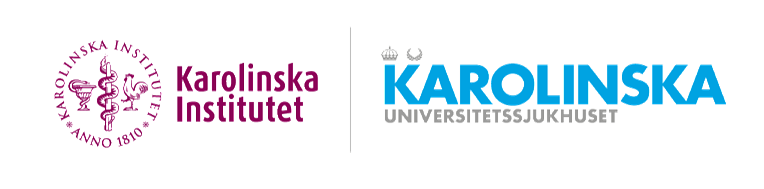 KAROLINSKA INSTITUTET
ANNO 1810
Karolinska
Institutet
KAROLINSKA
UNIVERSITETSSJUKHUSET